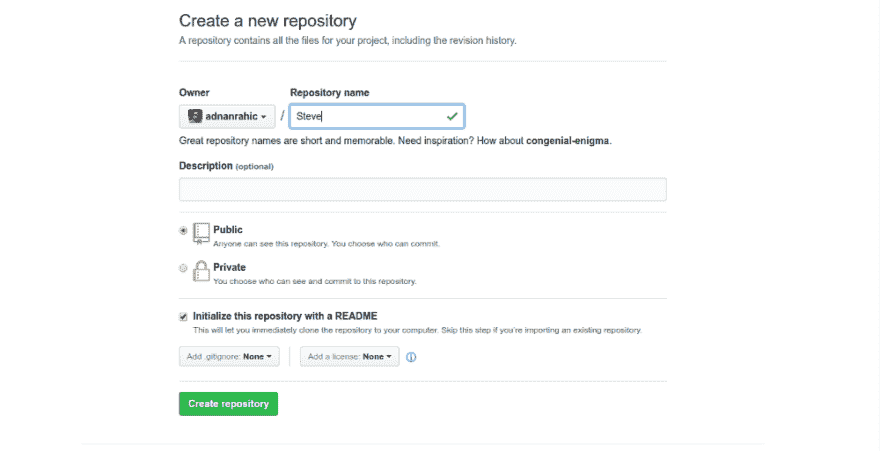 Create a new repository
A repository contains all the files for your project, including the revision history.
Owner Repository name
adnanrahic / Steve
Great repository names are short and memorable. Need inspiration? How about congenial-enigma.
Description (optional)
Public
Anyone can see this repository. You choose who can commit.
Private
You choose who can see and commit to this repository.
Initialize this repository with a README
This will let you immediately clone the repository to your computer. Skip this step if you're importing an existing repository.
Add .gitignore: None Add a license: None
Create repository